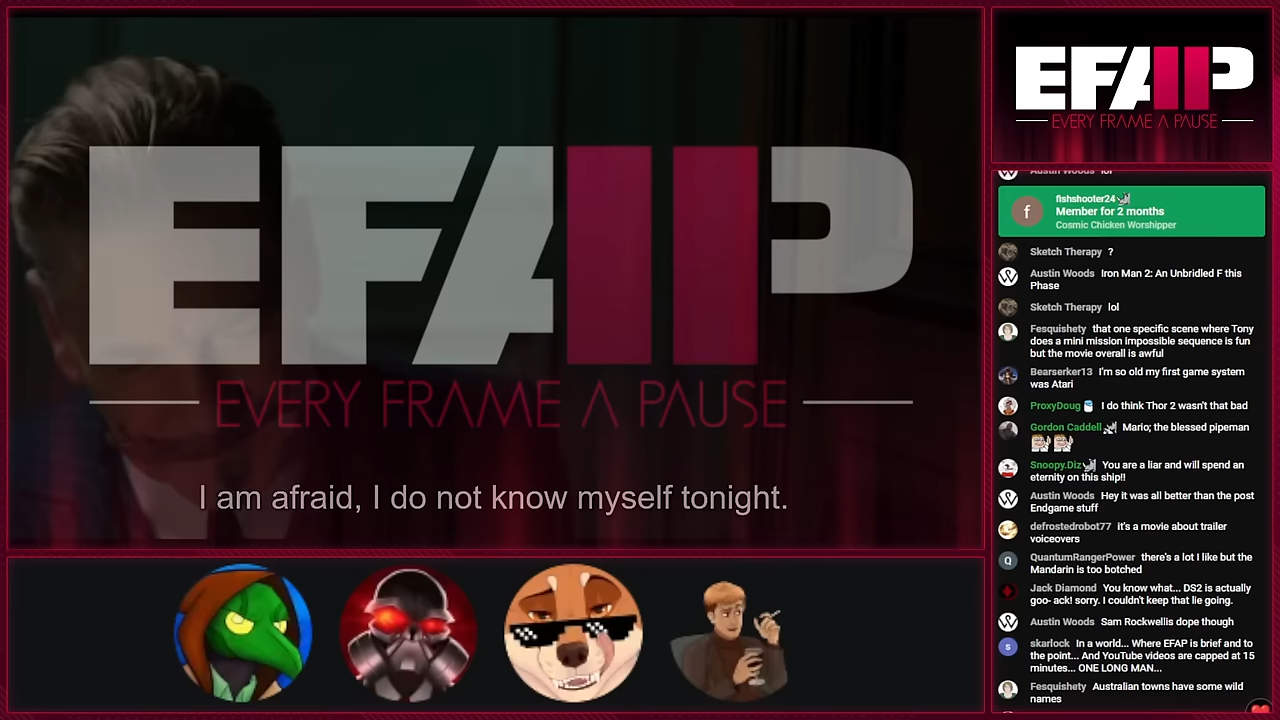 EFAP
EVERY FRAME A PAUSE
I am afraid, I do not know myself tonight.
EFAP
EVERY FRAME A PAUSE
Austin Woods lol
f
fishshooter24
Member for 2 months
Cosmic Chicken Worshipper
Sketch Therapy ?
Austin Woods Iron Man 2: An Unbridled F this
Phase
Sketch Therapy lol
Fesquishety that one specific scene where Tony
does a mini mission impossible sequence is fun
but the movie overall is awful
Bearserker13 I'm so old my first game system
was Atari
ProxyDoug I do think Thor 2 wasn't that bad
Gordon Caddell Mario; the blessed pipeman
Snoopy.Diz You are a liar and will spend an
eternity on this ship!!
Austin Woods Hey it was all better than the post
Endgame stuff
defrostedrobot77 it's a movie about trailer
voiceovers
Q
QuantumRangerPower there's a lot I like but the
Mandarin is too botched
Jack Diamond You know what... DS2 is actually
goo- ack! sorry. I couldn't keep that lie going.
Austin Woods Sam Rockwellis dope though
s
skarlock In a world... Where EFAP is brief and to
the point... And YouTube videos are capped at 15
minutes... ONE LONG MAN...
Fesquishety Australian towns have some wild
names